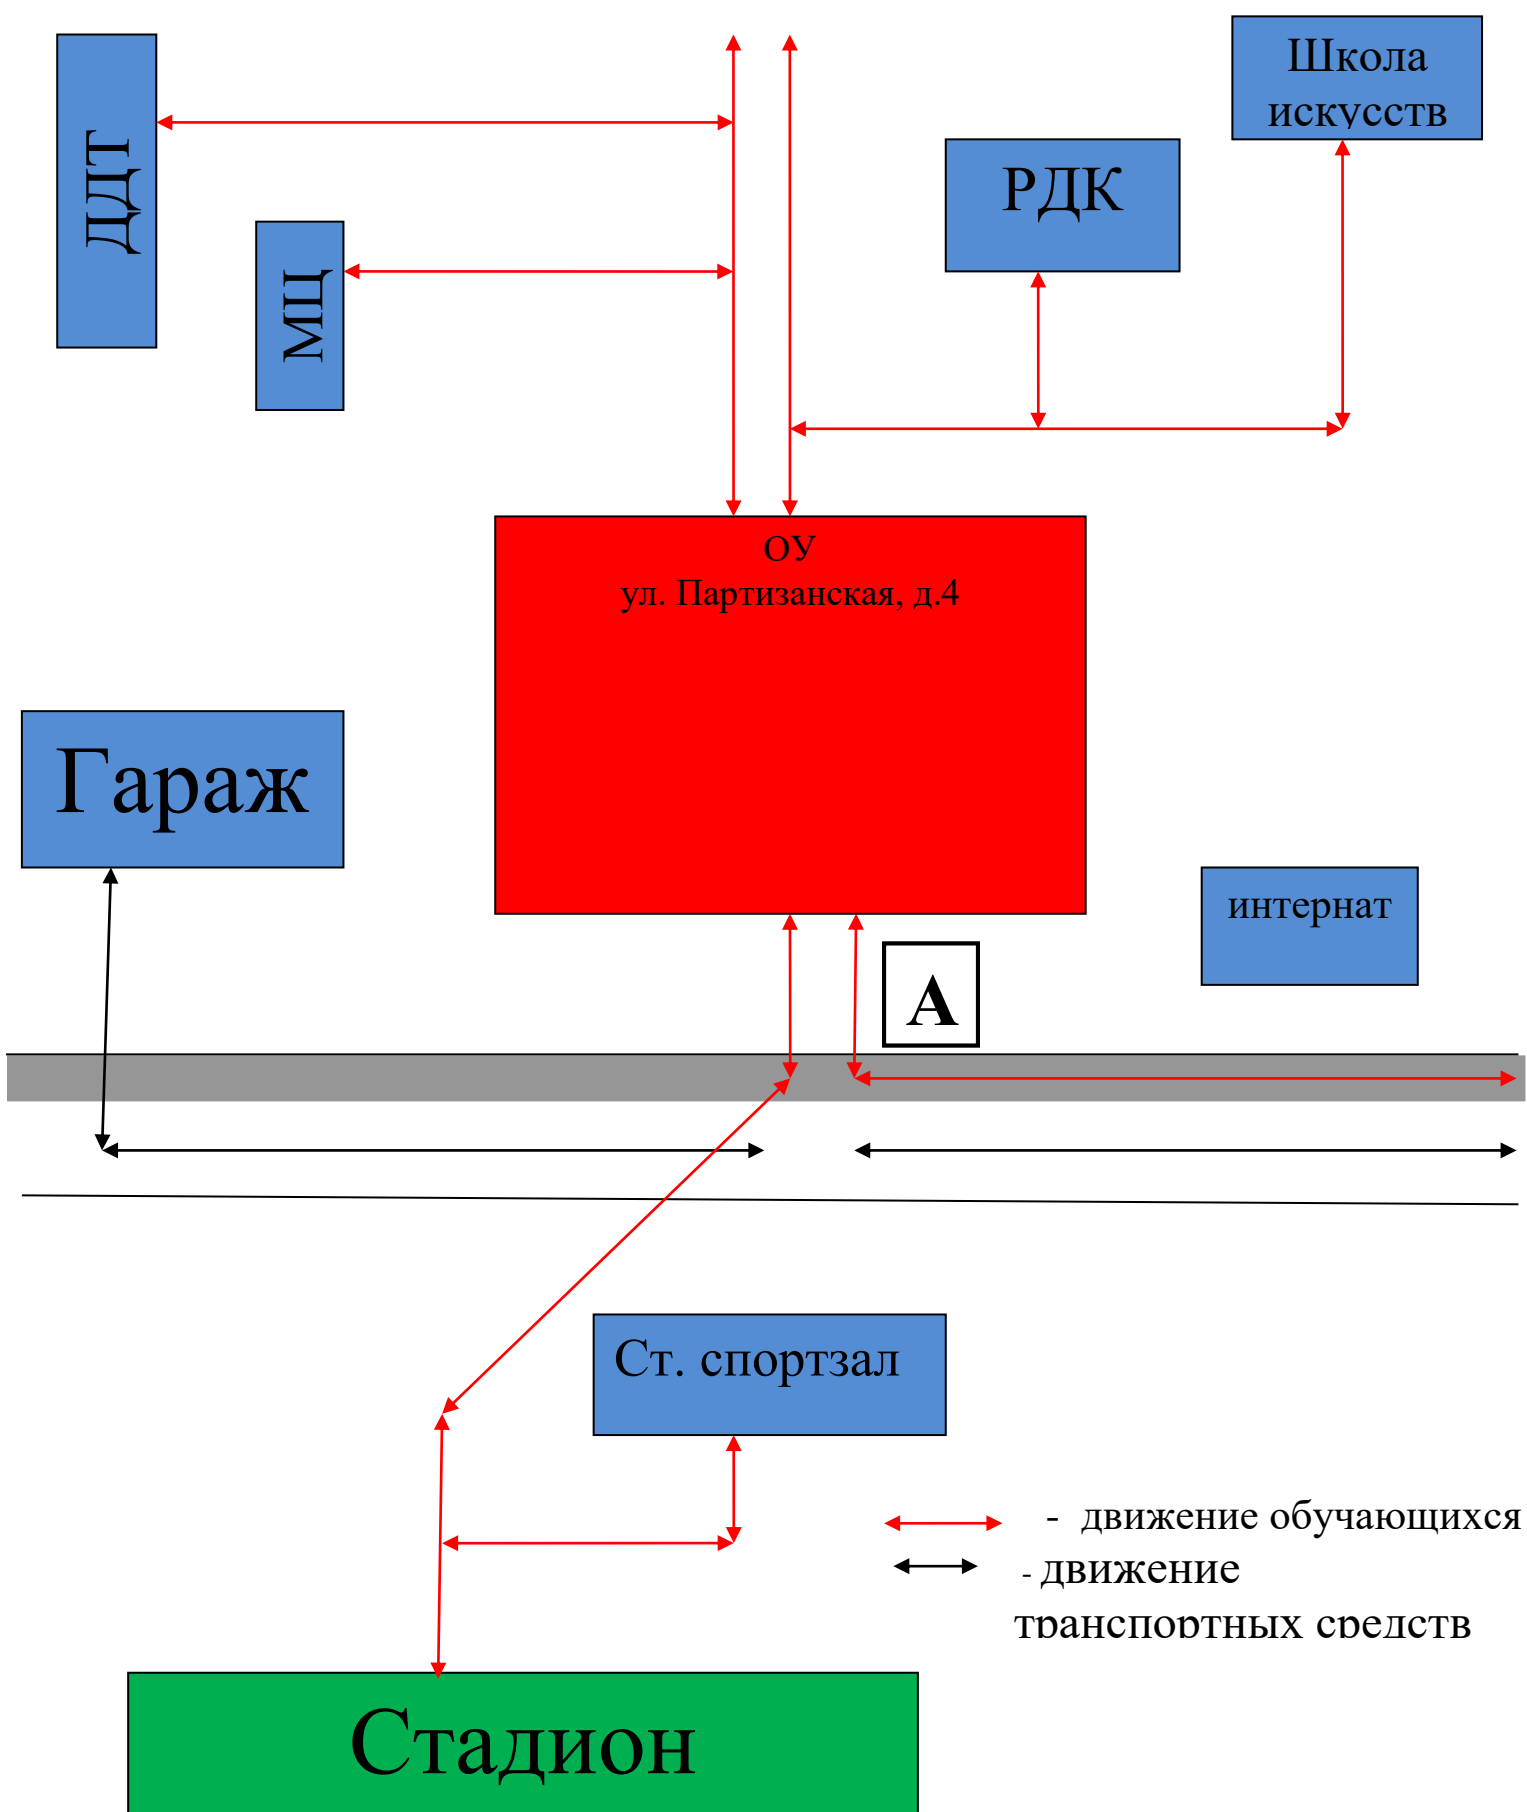 Школа
искусств
РДК
ДДТ
МЦ
ОУ
ул. Партизанская, д.4
Гараж
интернат
А
Ст. спортзал
- движение обучающихся
- движение
транспортных средств
Стадион